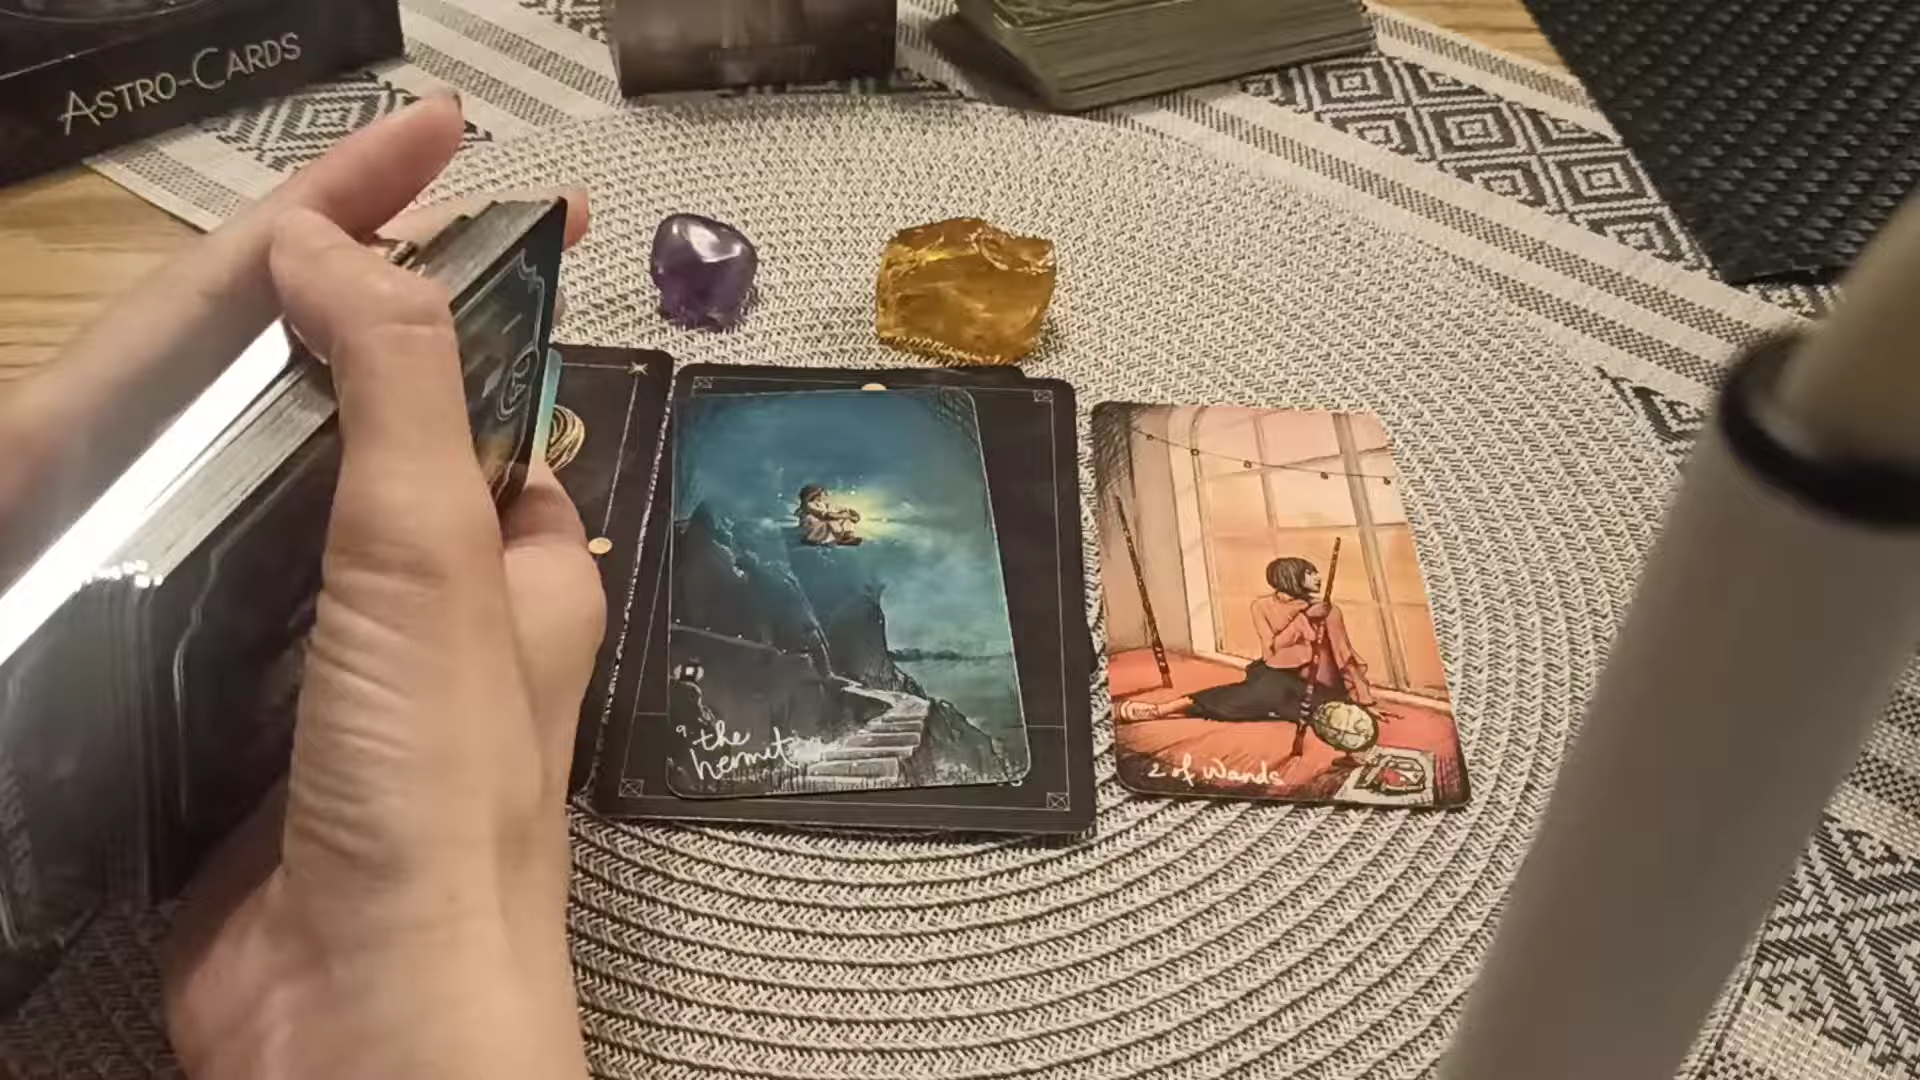 ASTRO-CARDS
9 the
hermit
2 of Wands